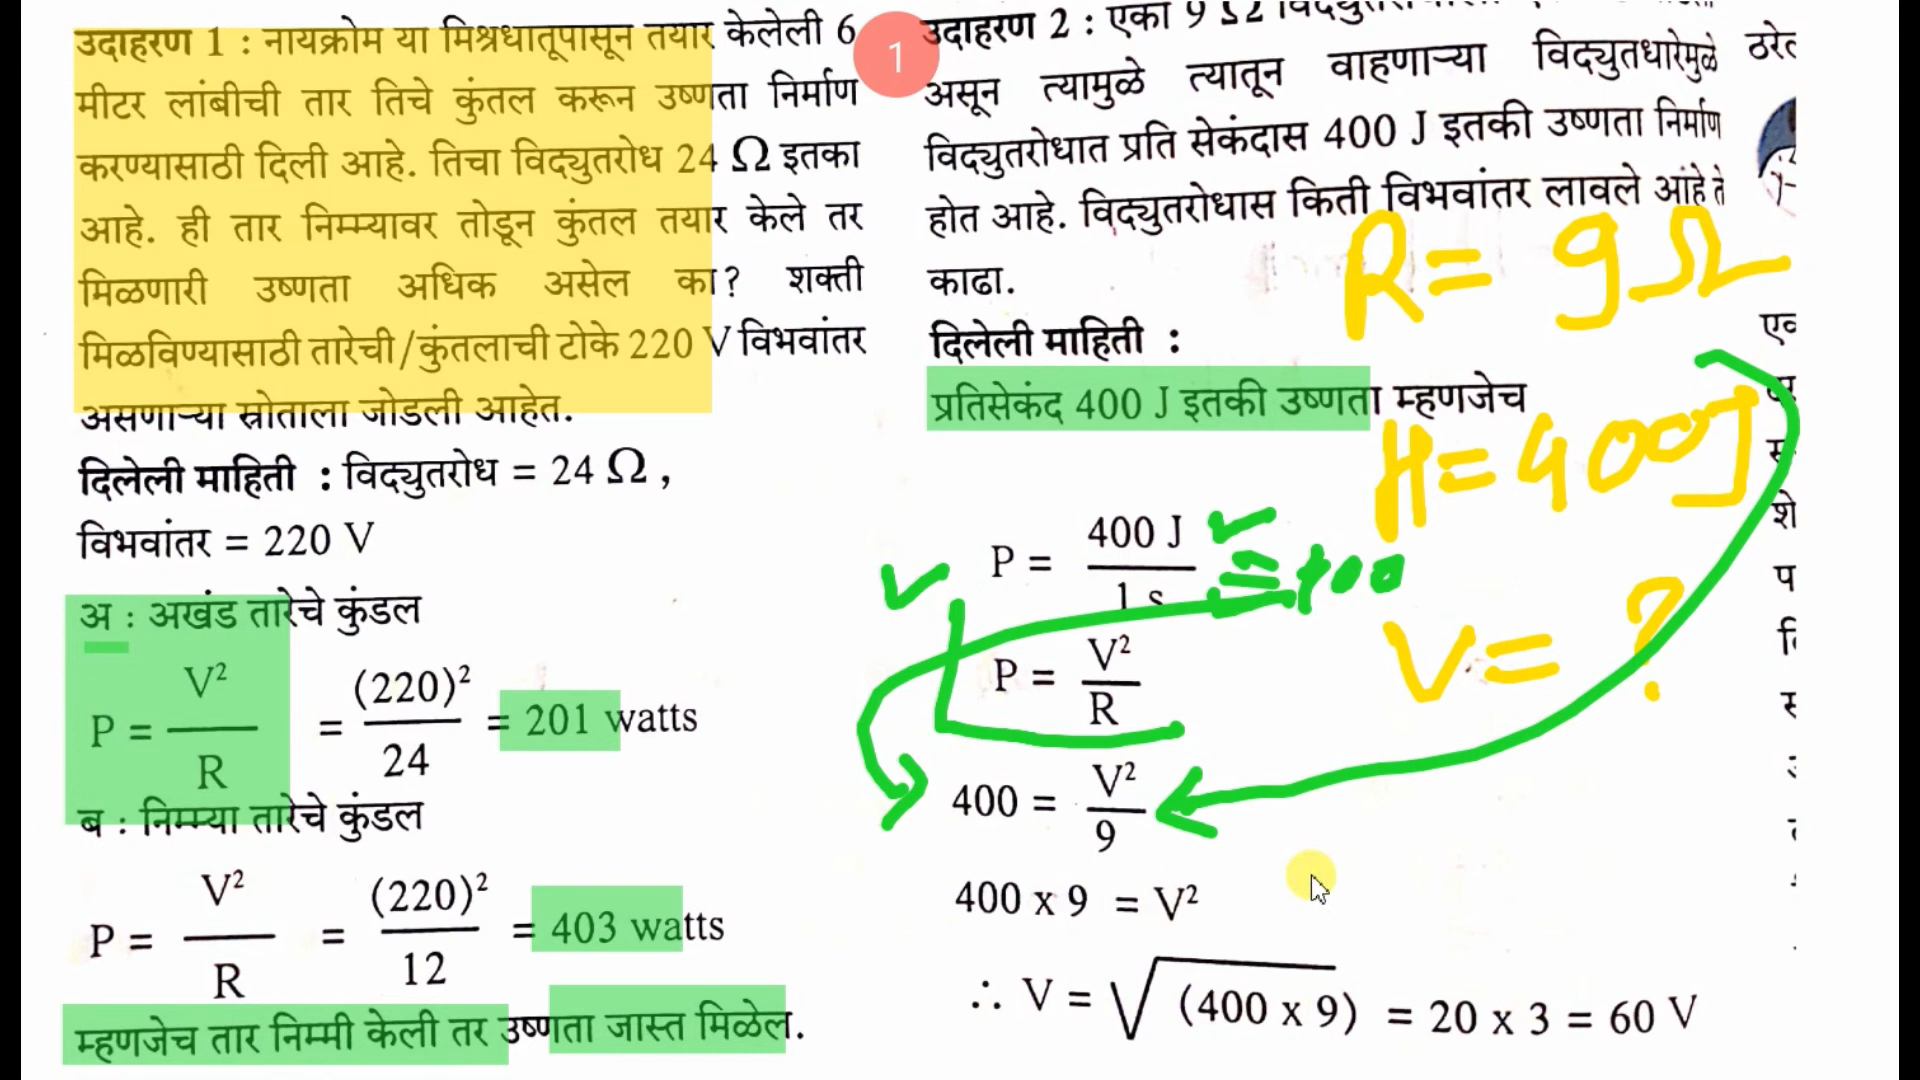 उदाहरण 1 : नायक्रोम या मिश्रधातूपासून तयार केलेली 6
मीटर लांबीची तार तिचे कुंतल करून उष्णता निर्माण
करण्यासाठी दिली आहे. तिचा विद्युतरोध 24 Ω इतका
आहे. ही तार निम्म्यावर तोडून कुंतल तयार केले तर
मिळणारी उष्णता अधिक असेल का? शक्ती
मिळविण्यासाठी तारेची/कुंतलाची टोके 220 V विभवांतर
असणाऱ्या स्रोताला जोडली आहेत.
दिलेली माहिती : विद्युतरोध = 24 Ω ,
विभवांतर = 220 V
अ : अखंड तारेचे कुंडल
P = V² / R = (220)² / 24 = 201 watts
ब : निम्म्या तारेचे कुंडल
P = V² / R = (220)² / 12 = 403 watts
म्हणजेच तार निम्मी केली तर उष्णता जास्त मिळेल.
1
उदाहरण 2 : एका 9 Ω
असून त्यामुळे त्यातून वाहणाऱ्या विद्युतधारेमुळे
विद्युतरोधात प्रति सेकंदास 400 J इतकी उष्णता निर्माण
होत आहे. विद्युतरोधास किती विभवांतर लावले आहे ते
काढा.
R = 9 Ω
दिलेली माहिती :
प्रतिसेकंद 400 J इतकी उष्णता म्हणजेच
H = 400J
P = 400 J / 1 s = 400
P = V² / R
V = ?
400 = V² / 9
400 x 9 = V²
∴ V = √(400 x 9) = 20 x 3 = 60 V